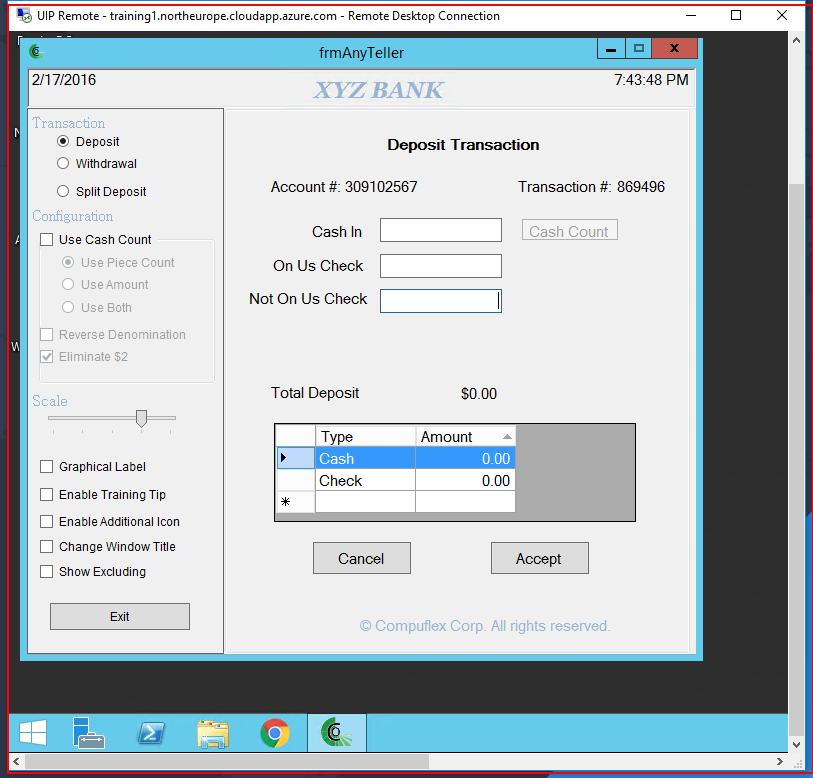 UIP Remote - training1.northeurope.cloudapp.azure.com - Remote Desktop Connection
frmAnyTeller
2/17/2016
XYZ BANK
7:43:48 PM
Transaction
Deposit
Withdrawal
Split Deposit
Configuration
Use Cash Count
Use Piece Count
Use Amount
Use Both
Reverse Denomination
Eliminate $2
Scale
Graphical Label
Enable Training Tip
Enable Additional Icon
Change Window Title
Show Excluding
Exit
Deposit Transaction
Account #: 309102567
Transaction #: 869496
Cash In
Cash Count
On Us Check
Not On Us Check
Total Deposit
$0.00
Type Amount
Cash 0.00
Check 0.00
Cancel
Accept
© Compuflex Corp. All rights reserved.